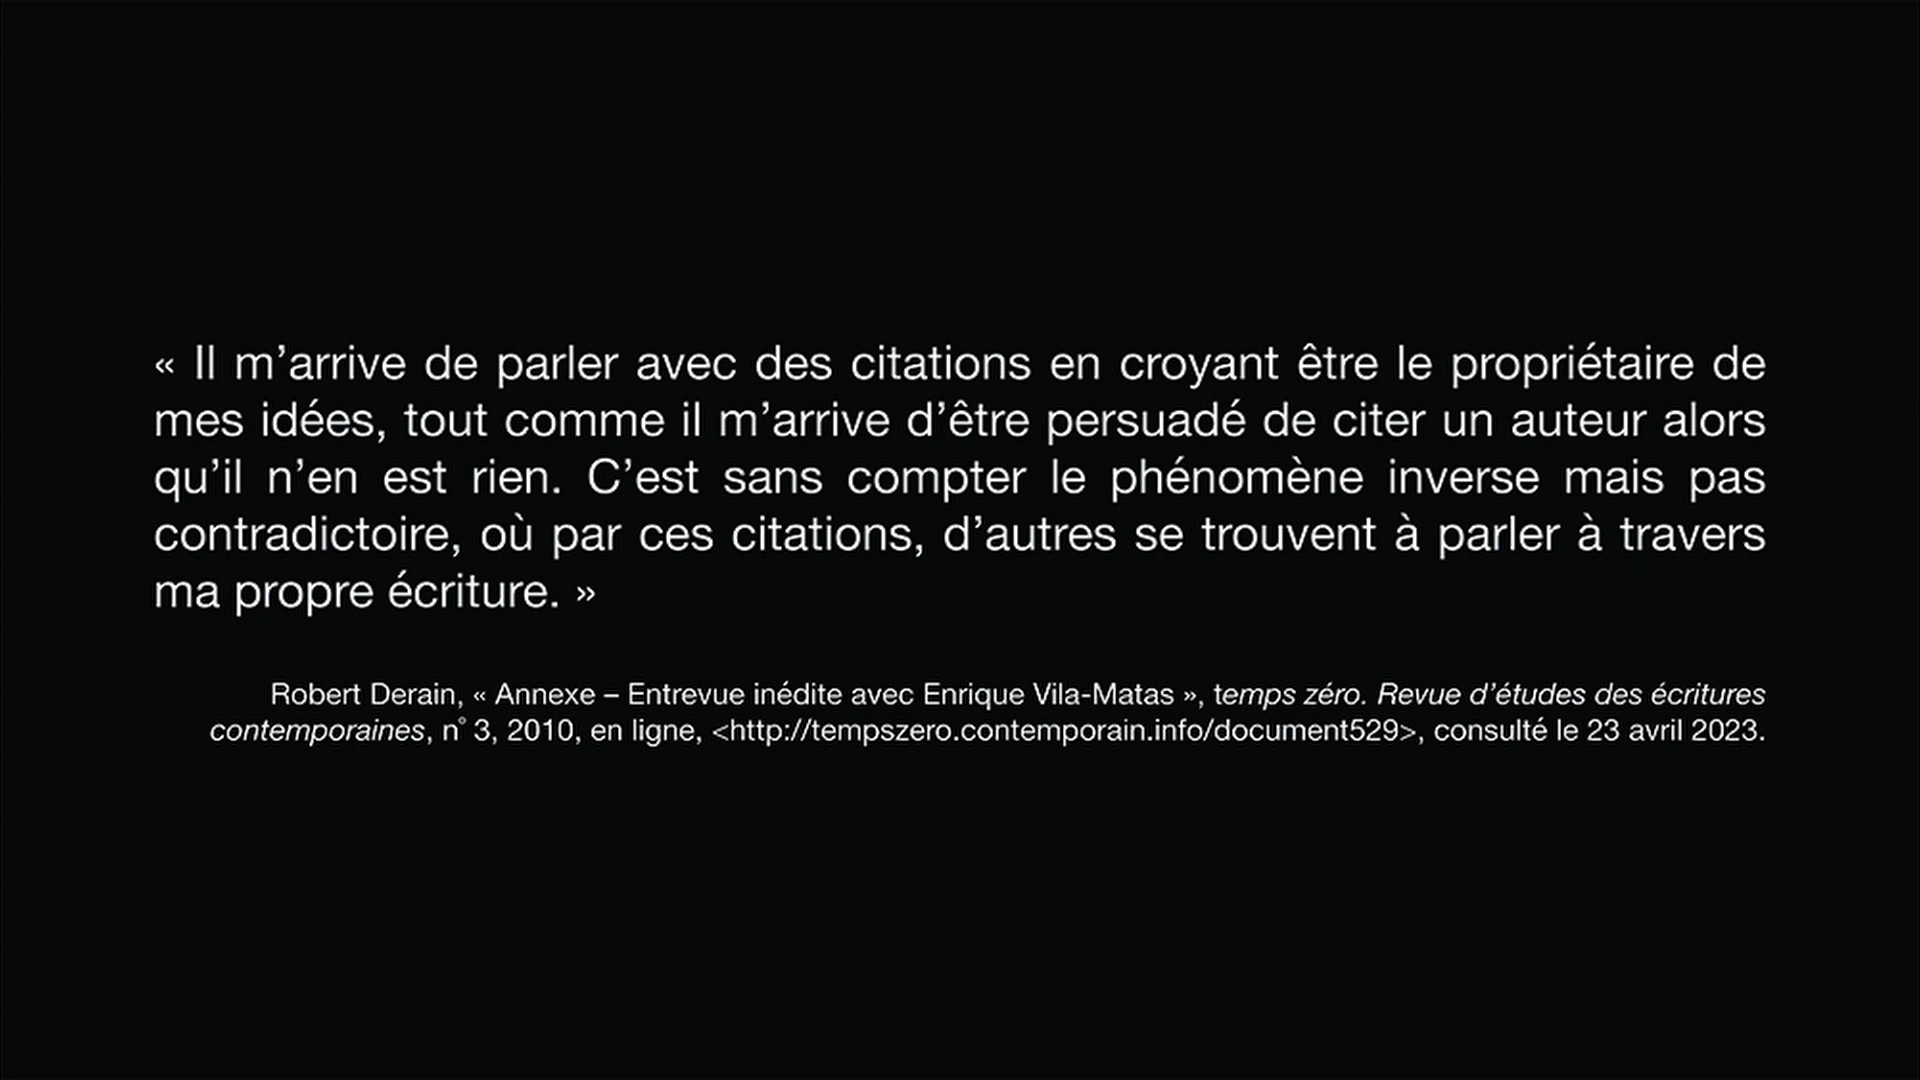 « Il m’arrive de parler avec des citations en croyant être le propriétaire de
mes idées, tout comme il m’arrive d’être persuadé de citer un auteur alors
qu’il n’en est rien. C’est sans compter le phénomène inverse mais pas
contradictoire, où par ces citations, d’autres se trouvent à parler à travers
ma propre écriture. »
Robert Derain, « Annexe – Entrevue inédite avec Enrique Vila-Matas », temps zéro. Revue d’études des écritures
contemporaines, n° 3, 2010, en ligne, <http://tempszero.contemporain.info/document529>, consulté le 23 avril 2023.